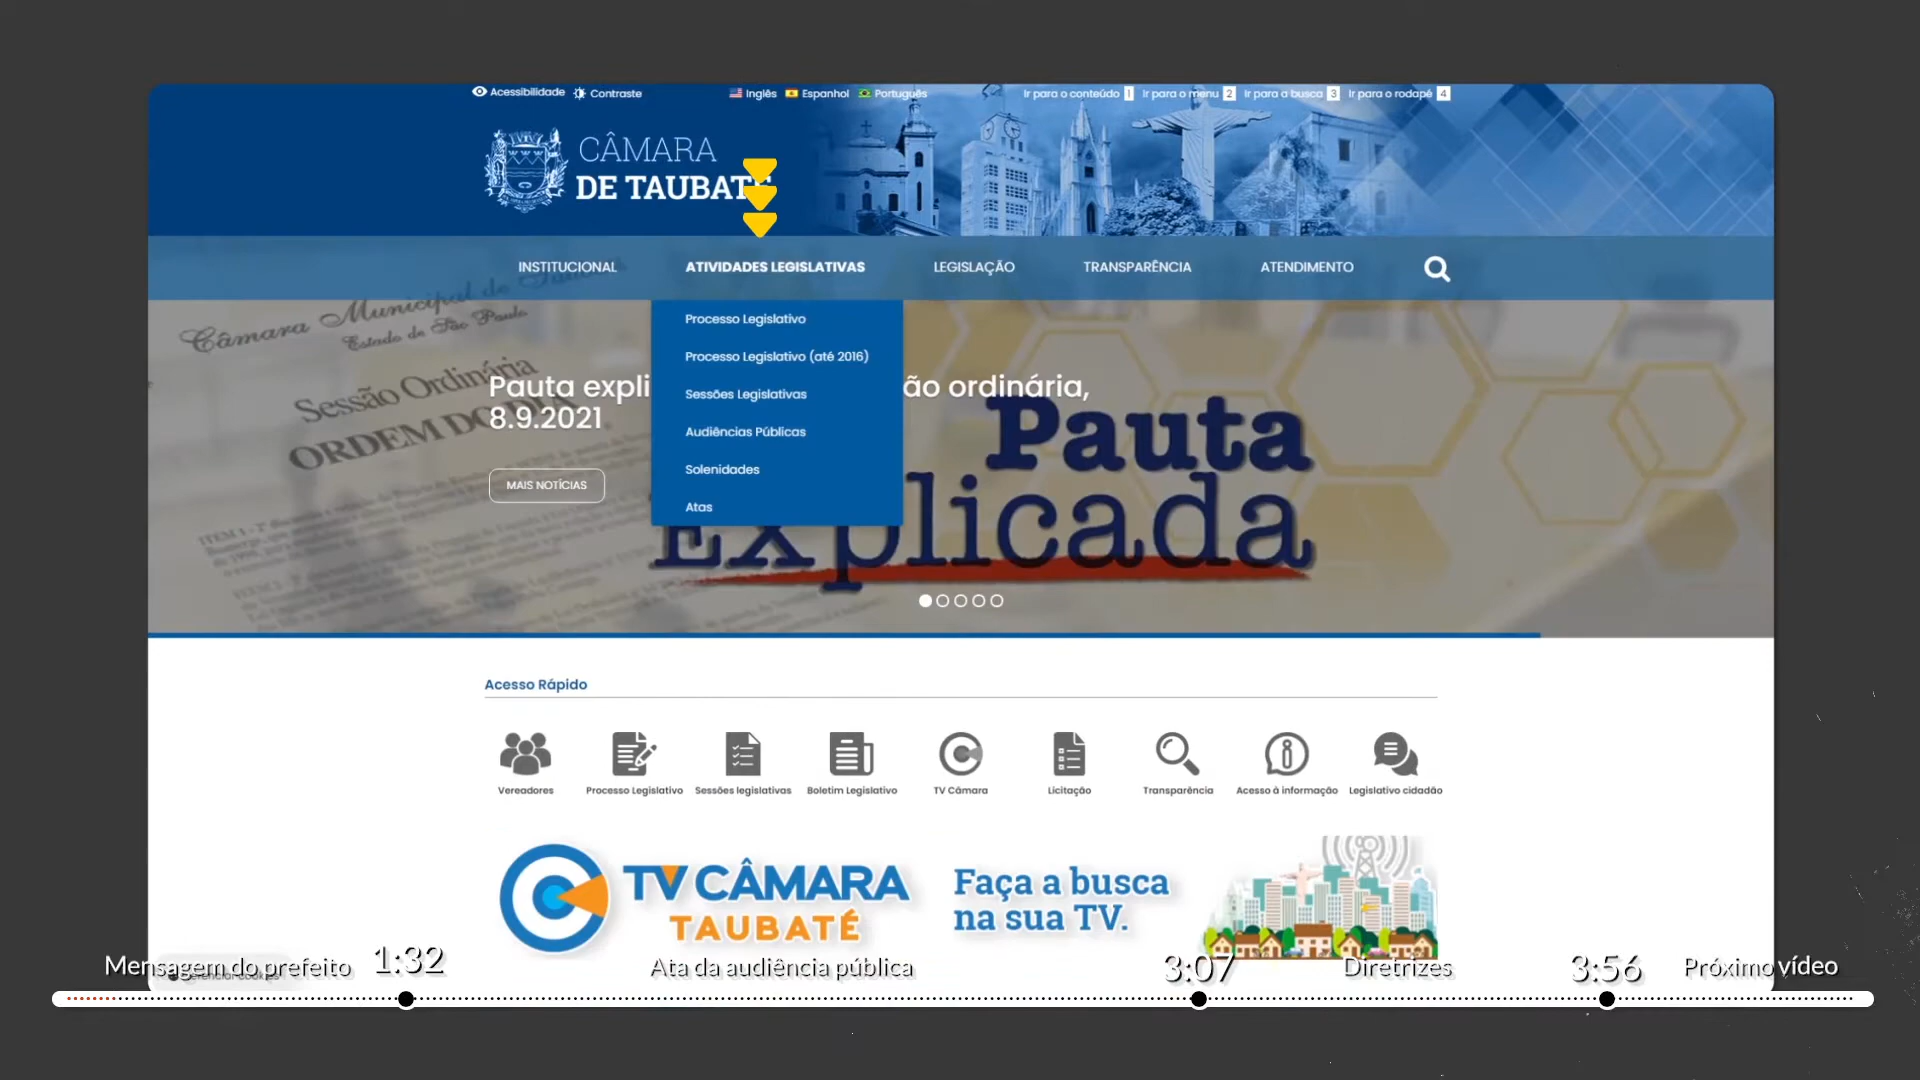 Acessibilidade Contraste Inglês Espanhol Português Ir para o conteúdo 1 Ir para o menu 2 Ir para a busca 3 Ir para o rodapé 4
CÂMARA
DE TAUBATÉ
INSTITUCIONAL ATIVIDADES LEGISLATIVAS LEGISLAÇÃO TRANSPARÊNCIA ATENDIMENTO
Processo Legislativo
Processo Legislativo (até 2016)
Sessões Legislativas
Audiências Públicas
Solenidades
Atas
Câmara Municipal de
Estado de São Paulo
Sessão Ordinária
ORDEM DO DIA
Pauta expli ão ordinária,
8.9.2021
MAIS NOTÍCIAS
Pauta
Explicada
Acesso Rápido
Vereadores Processo Legislativo Sessões legislativas Boletim Legislativo TV Câmara Licitação Transparência Acesso à informação Legislativo cidadão
TV CÂMARA
TAUBATÉ
Faça a busca
na sua TV.
Mensagem do prefeito 1:32 Ata da audiência pública 3:07 Diretrizes 3:56 Próximo vídeo